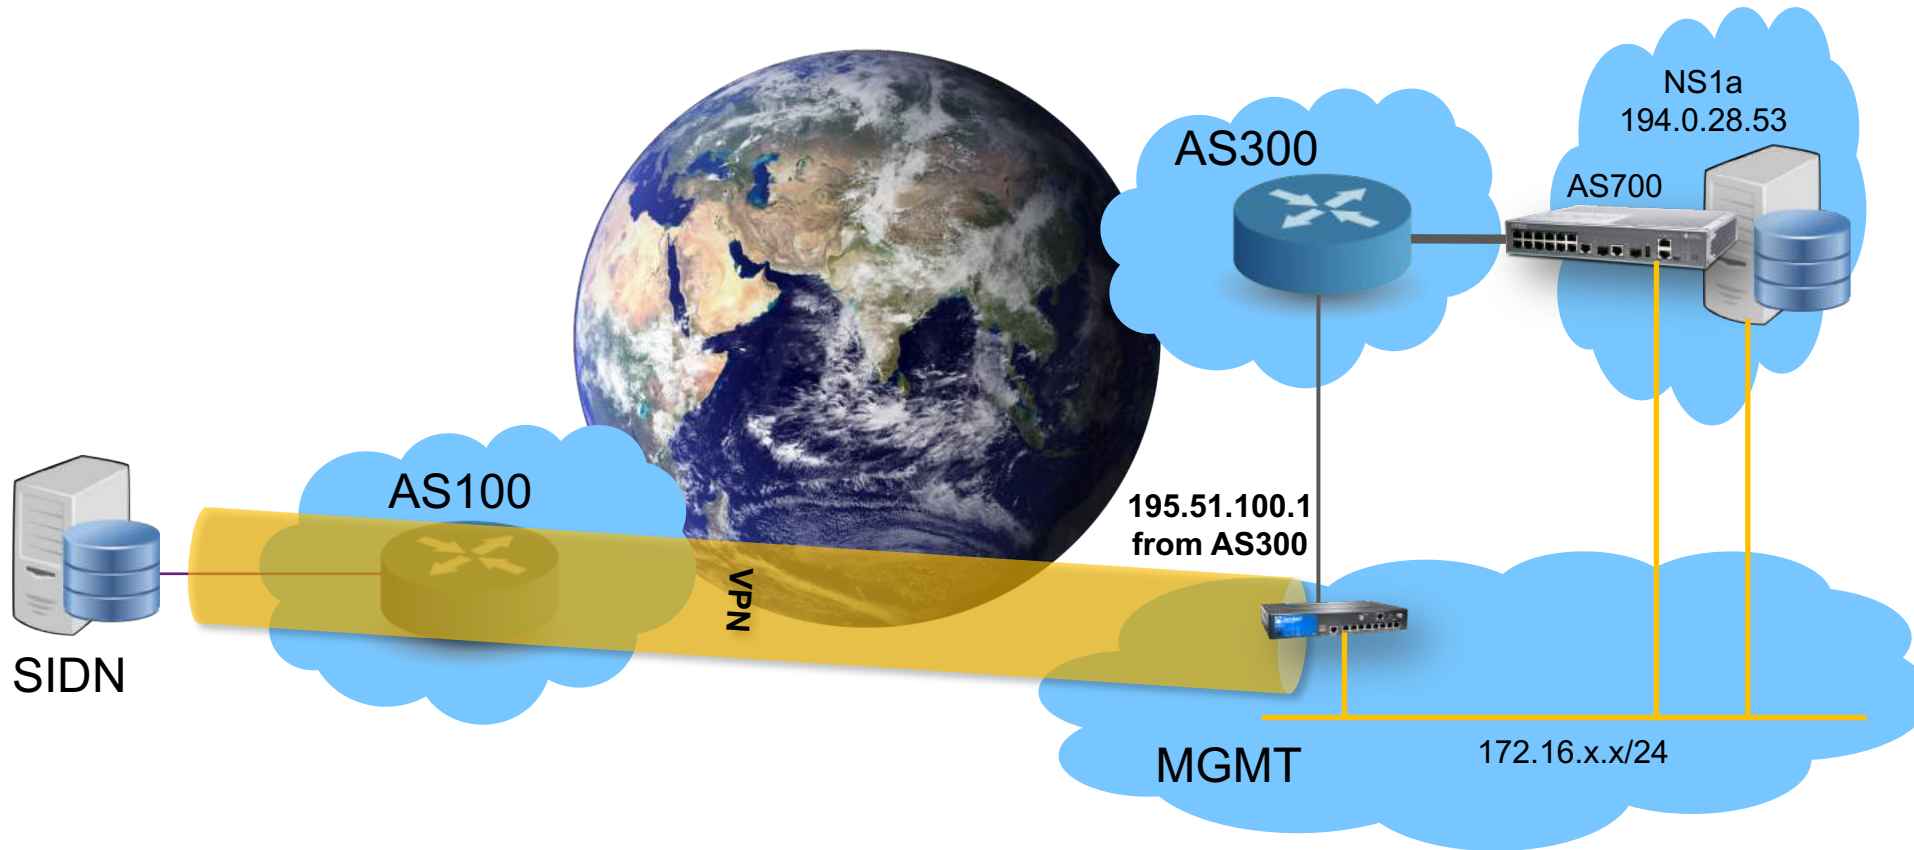 NS1a
194.0.28.53
AS300
AS700
AS100
195.51.100.1
from AS300
VPN
SIDN
MGMT
172.16.x.x/24